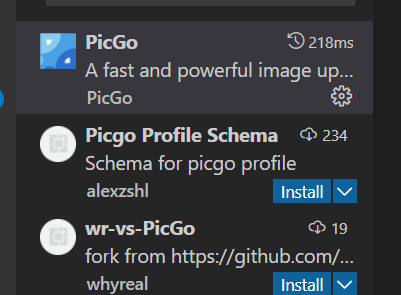 PicGo 218ms
A fast and powerful image up...
PicGo
Picgo Profile Schema 234
Schema for picgo profile
alexzshl Install
wr-vs-PicGo 19
fork from https://github.com/...
whyreal Install